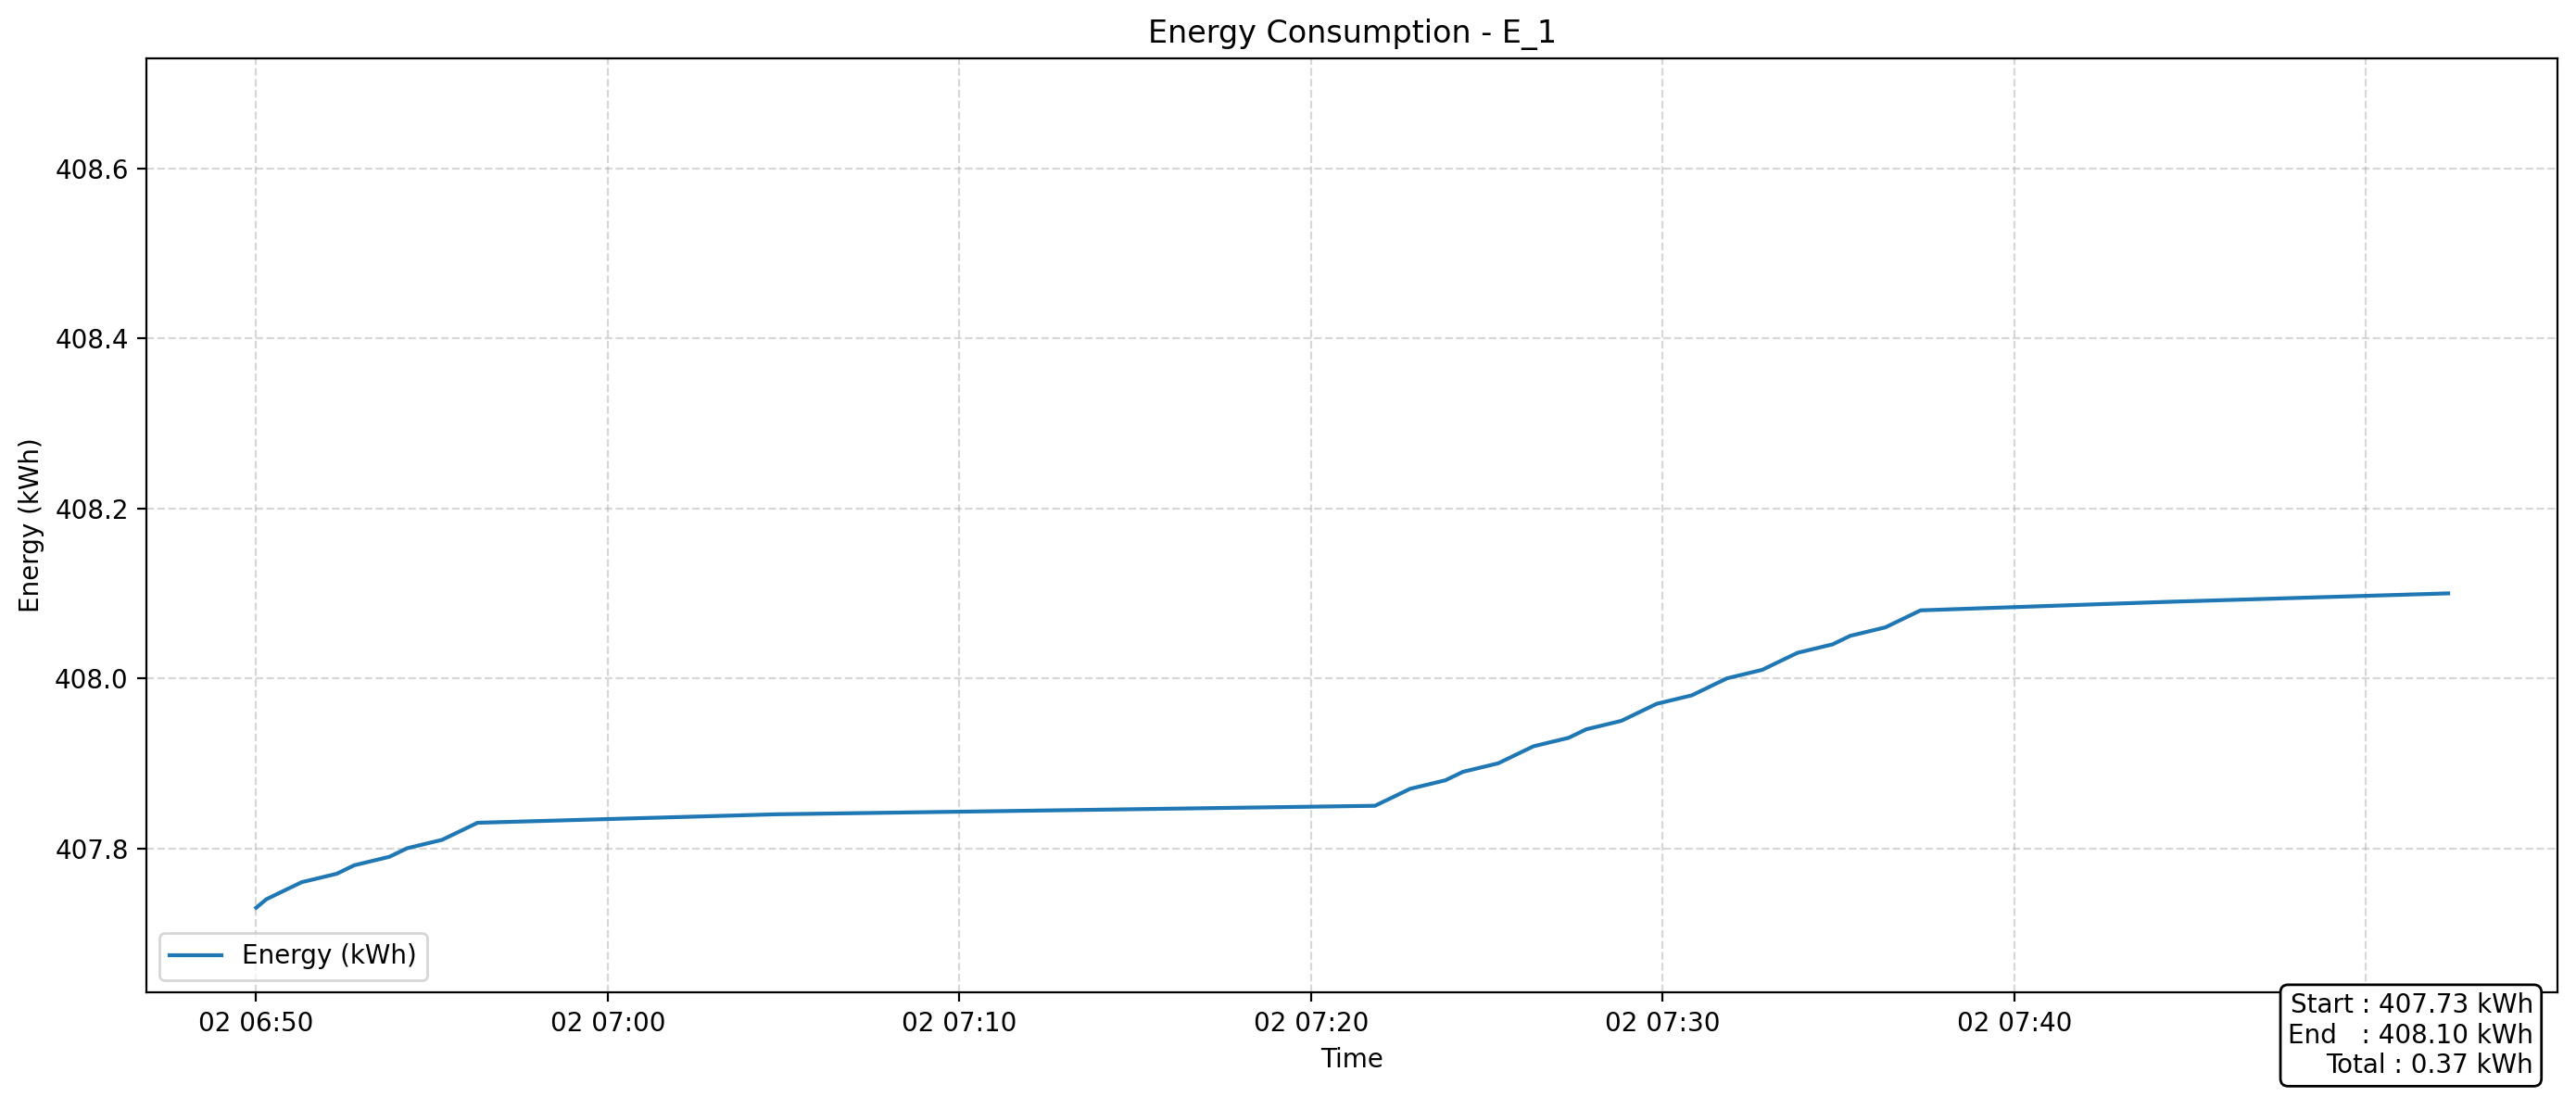 Energy Consumption - E_1
Energy (kWh)
408.6
408.4
408.2
408.0
407.8
Energy (kWh)
02 06:50
02 07:00
02 07:10
02 07:20
02 07:30
02 07:40
Time
Start : 407.73 kWh
End : 408.10 kWh
Total : 0.37 kWh